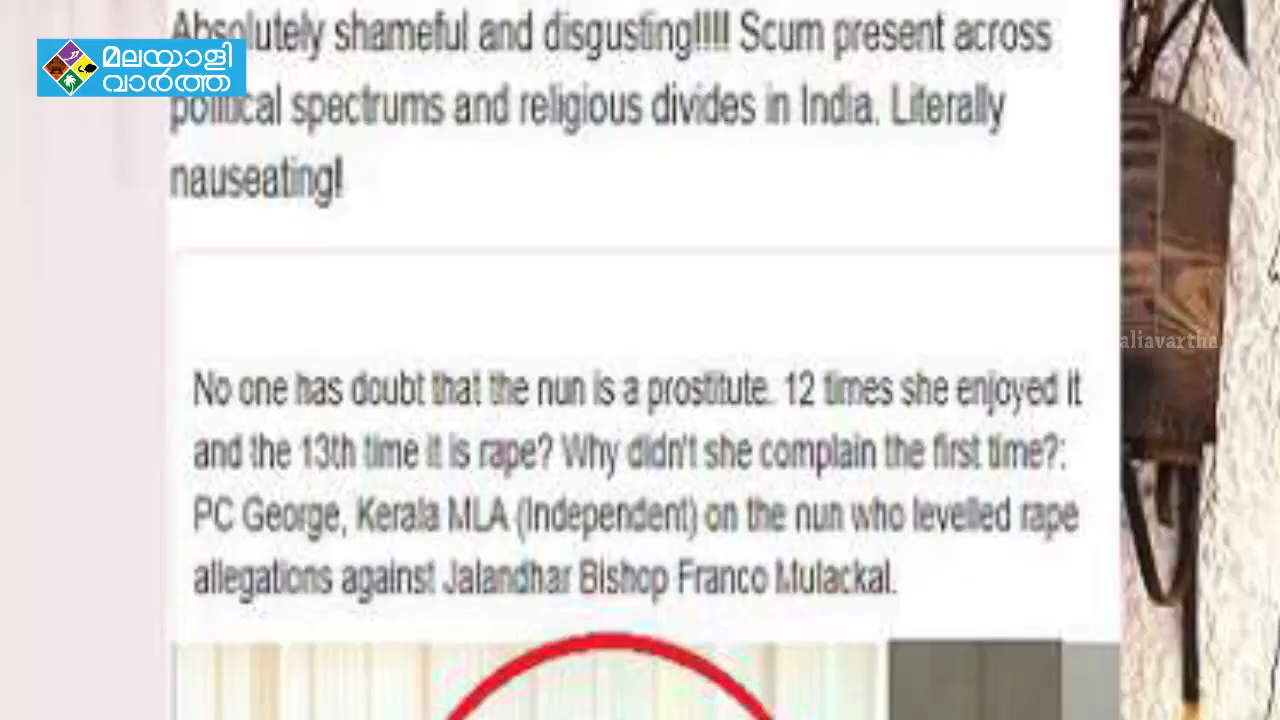 മലയാളി
വാർത്ത
Absolutely shameful and disgusting!!!! Scum present across
political spectrums and religious divides in India. Literally
nauseating!
aliavartha
No one has doubt that the nun is a prostitute. 12 times she enjoyed it
and the 13th time it is rape? Why didn't she complain the first time?:
PC George, Kerala MLA (Independent) on the nun who levelled rape
allegations against Jalandhar Bishop Franco Mulackal.